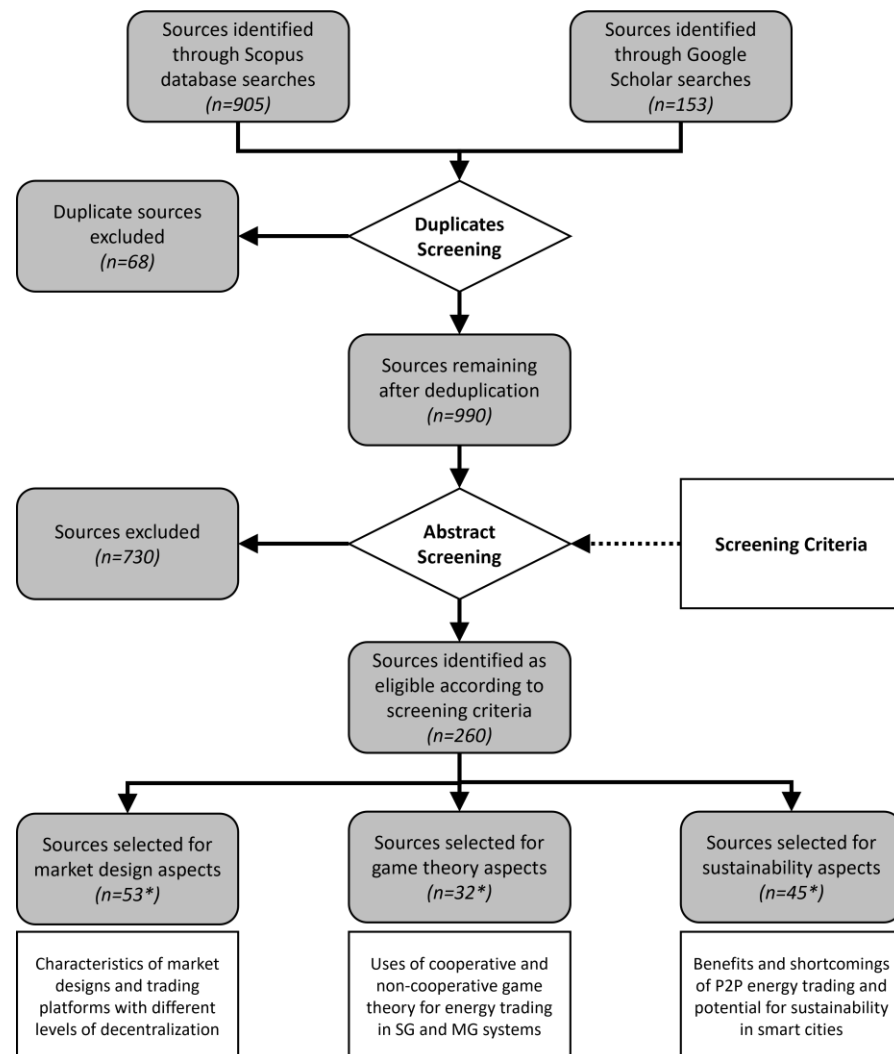 Sources identified
through Scopus
database searches
(n=905)
Sources identified
through Google
Scholar searches
(n=153)
Duplicate sources
excluded
(n=68)
Duplicates
Screening
Sources remaining
after deduplication
(n=990)
Sources excluded
(n=730)
Abstract
Screening
Screening Criteria
Sources identified as
eligible according to
screening criteria
(n=260)
Sources selected for
market design aspects
(n=53*)
Sources selected for
game theory aspects
(n=32*)
Sources selected for
sustainability aspects
(n=45*)
Characteristics of market
designs and trading
platforms with different
levels of decentralization
Uses of cooperative and
non-cooperative game
theory for energy trading
in SG and MG systems
Benefits and shortcomings
of P2P energy trading and
potential for sustainability
in smart cities